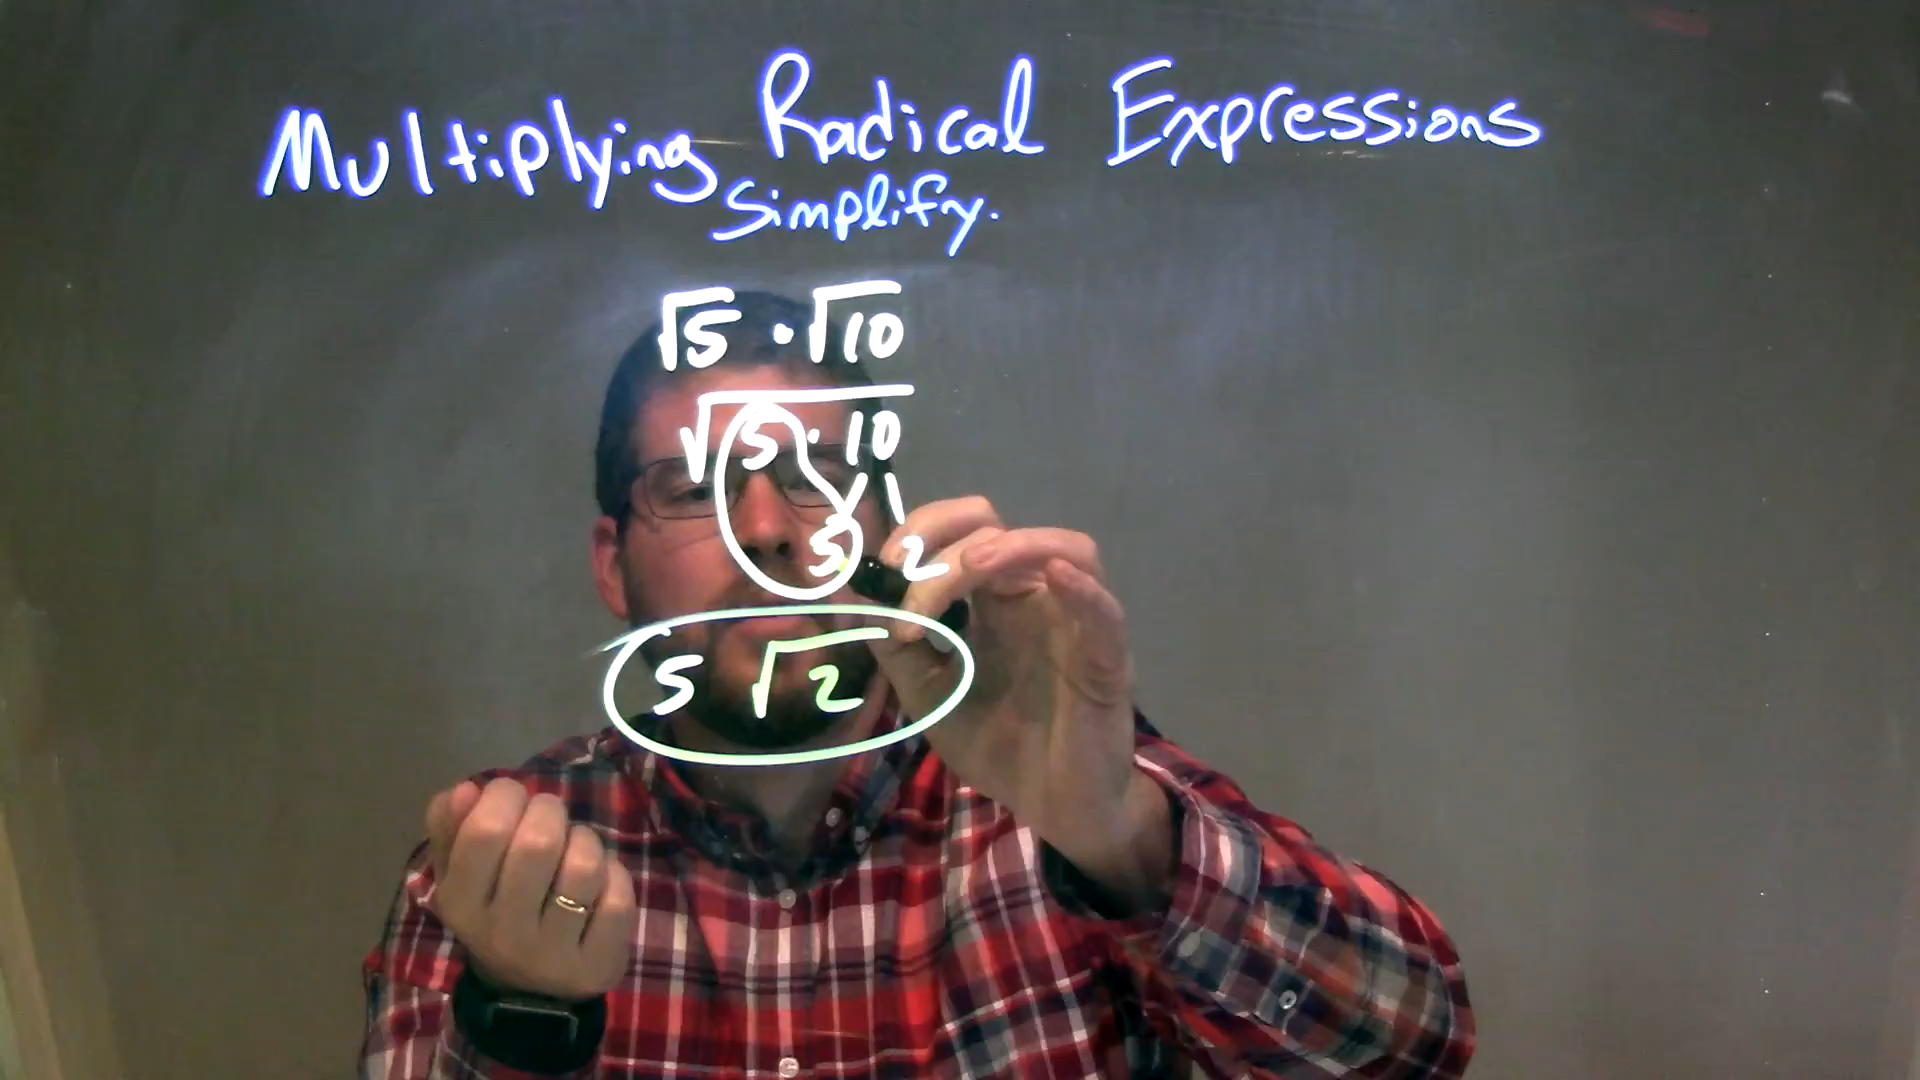 Multiplying Radical Expressions
Simplify.
√5 · √10
√5 · 10
5 2
5 √2